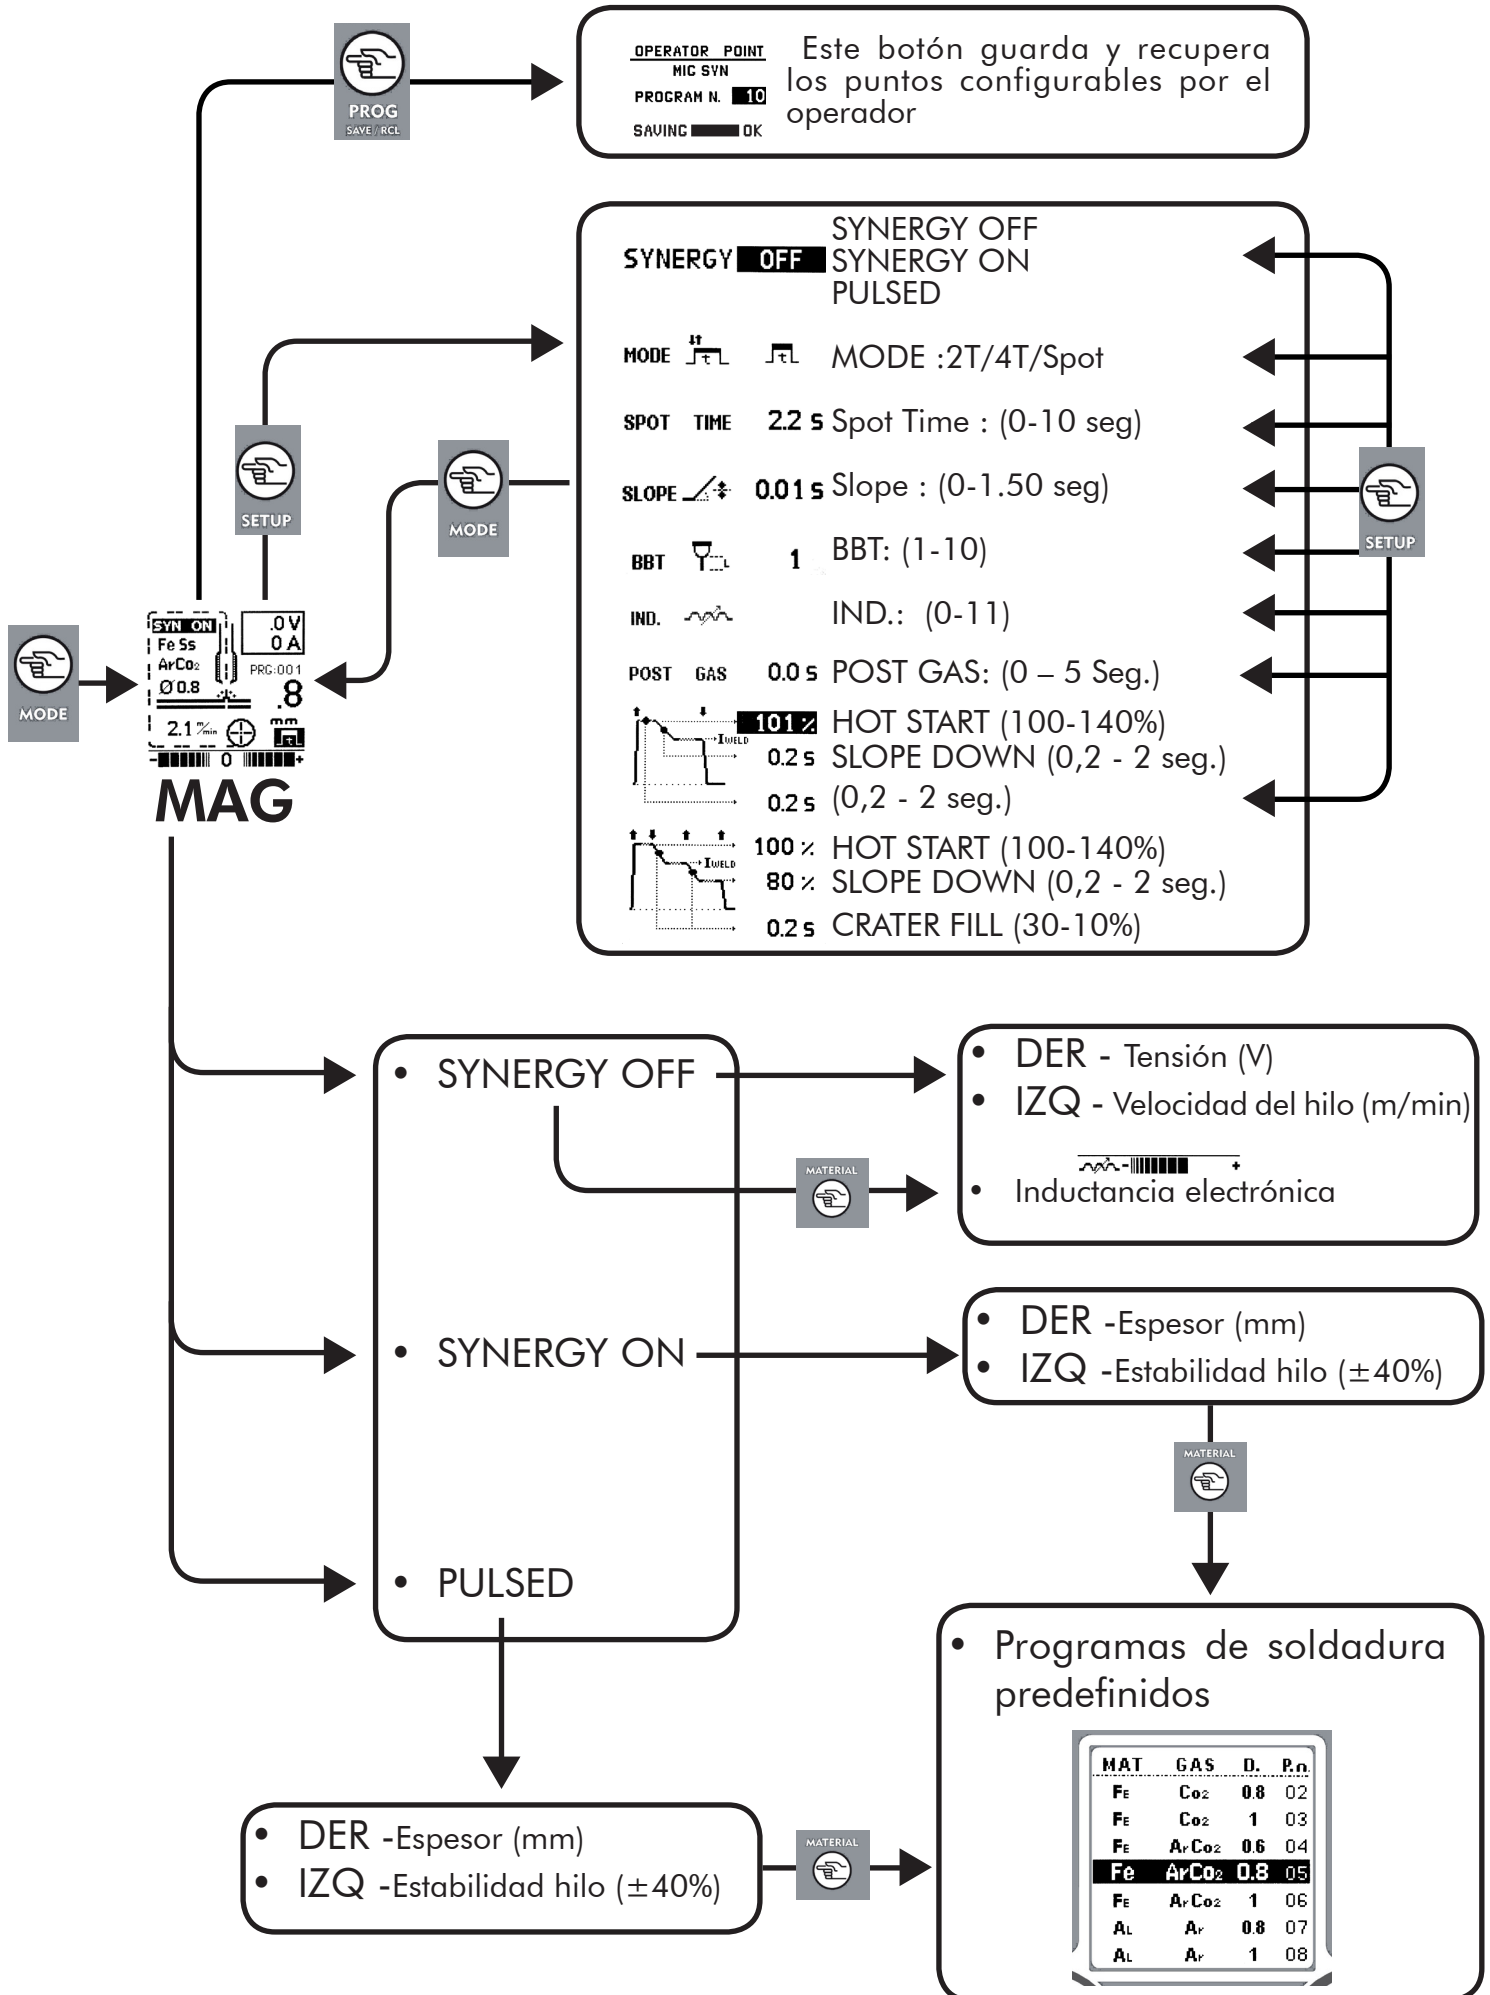 PROG
SAVE / RCL
OPERATOR POINT
MIG SYN
PROGRAM N. 10
SAVING OK
Este botón guarda y recupera
los puntos configurables por el
operador
SYNERGY OFF
SYNERGY OFF
SYNERGY ON
PULSED
MODE t t MODE :2T/4T/Spot
SPOT TIME 2.2 s Spot Time : (0-10 seg)
SLOPE 0.01 s Slope : (0-1.50 seg)
BBT L 1 BBT: (1-10)
IND. IND.: (0-11)
POST GAS 0.0 s POST GAS: (0 – 5 Seg.)
101 % HOT START (100-140%)
IWELD
0.2 s SLOPE DOWN (0,2 - 2 seg.)
0.2 s (0,2 - 2 seg.)
100 % HOT START (100-140%)
IWELD
80 % SLOPE DOWN (0,2 - 2 seg.)
0.2 s CRATER FILL (30-10%)
SETUP
MODE
SETUP
MODE
SYN ON .0 V
Fe Ss 0 A
ArCo2 PRG:001
Ø 0.8 .8
2.1 m/min mm
t
- 0 +
MAG
• SYNERGY OFF
• SYNERGY ON
• PULSED
• DER - Tensión (V)
• IZQ - Velocidad del hilo (m/min)
- +
• Inductancia electrónica
MATERIAL
• DER -Espesor (mm)
• IZQ -Estabilidad hilo (±40%)
MATERIAL
• DER -Espesor (mm)
• IZQ -Estabilidad hilo (±40%)
MATERIAL
• Programas de soldadura
predefinidos
MAT GAS D. P.n.
FE Co2 0.8 02
FE Co2 1 03
FE ArCo2 0.6 04
Fe ArCo2 0.8 05
FE ArCo2 1 06
AL Ar 0.8 07
AL Ar 1 08